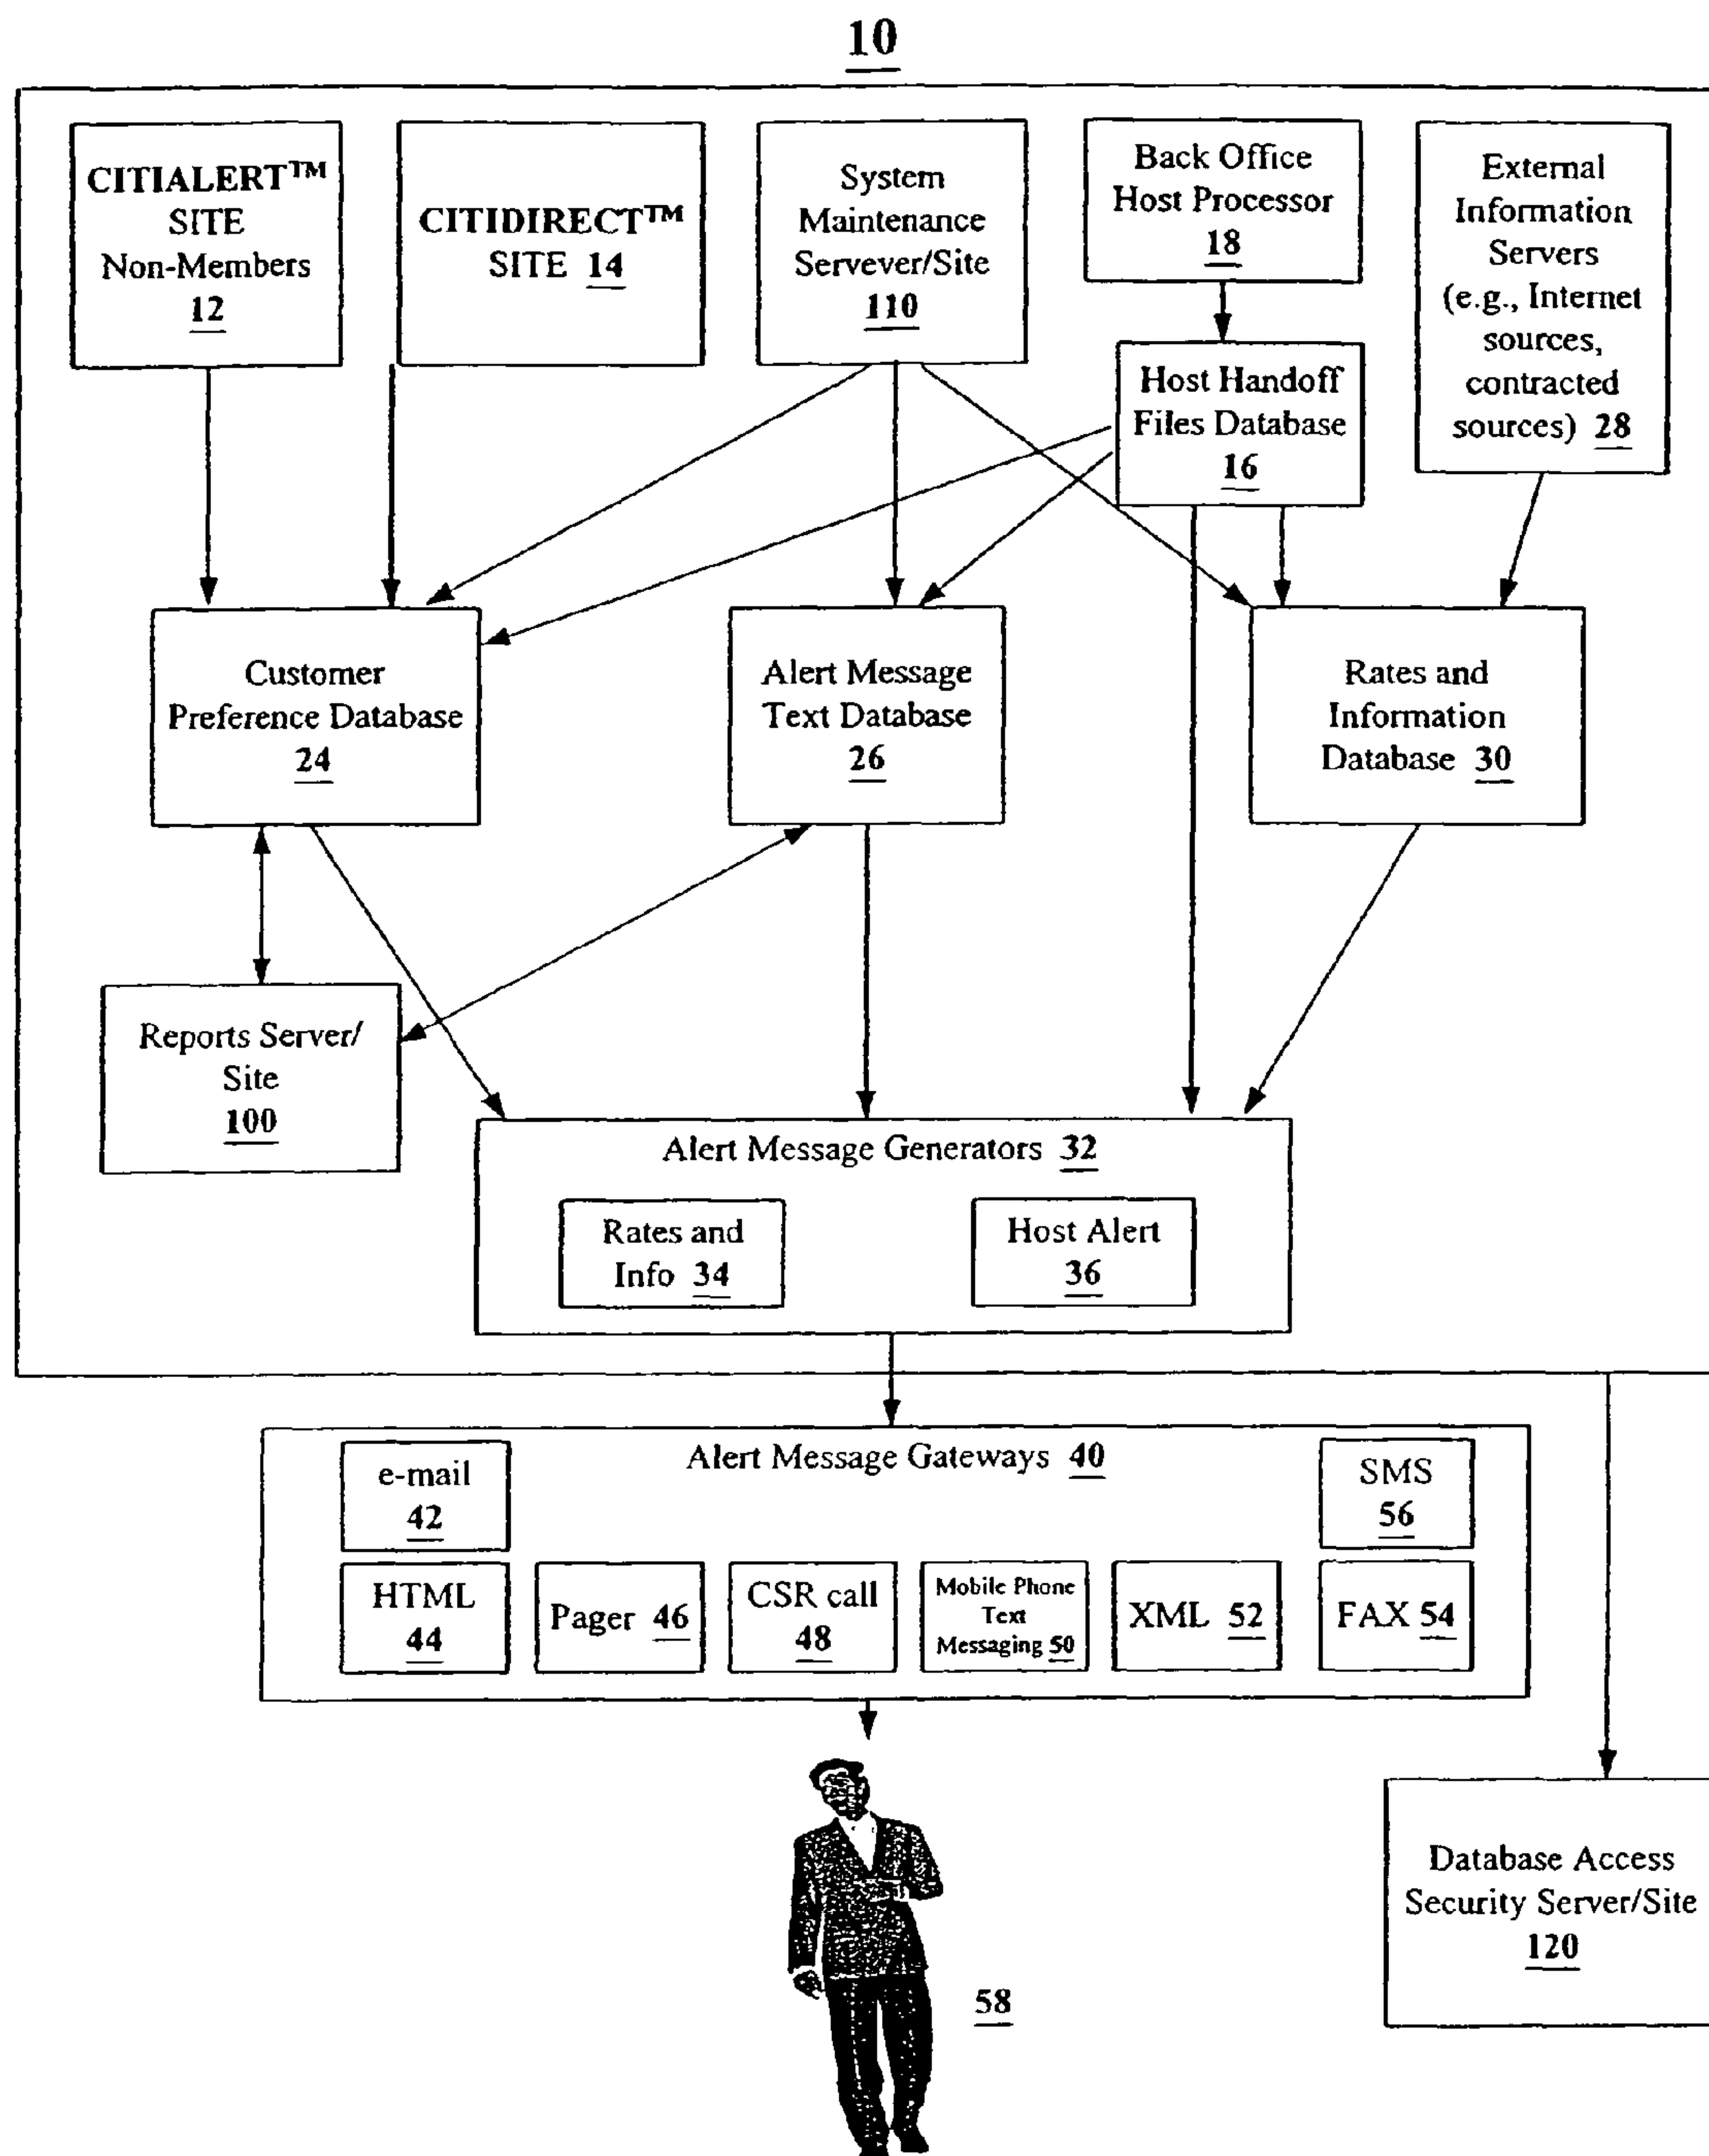 10
CITIALERT™
SITE
Non-Members
12
CITIDIRECT™
SITE 14
System
Maintenance
Servever/Site
110
Back Office
Host Processor
18
External
Information
Servers
(e.g., Internet
sources,
contracted
sources) 28
Host Handoff
Files Database
16
Customer
Preference Database
24
Alert Message
Text Database
26
Rates and
Information
Database 30
Reports Server/
Site
100
Alert Message Generators 32
Rates and
Info 34
Host Alert
36
Alert Message Gateways 40
e-mail
42
SMS
56
HTML
44
Pager 46
CSR call
48
Mobile Phone
Text
Messaging 50
XML 52
FAX 54
58
Database Access
Security Server/Site
120